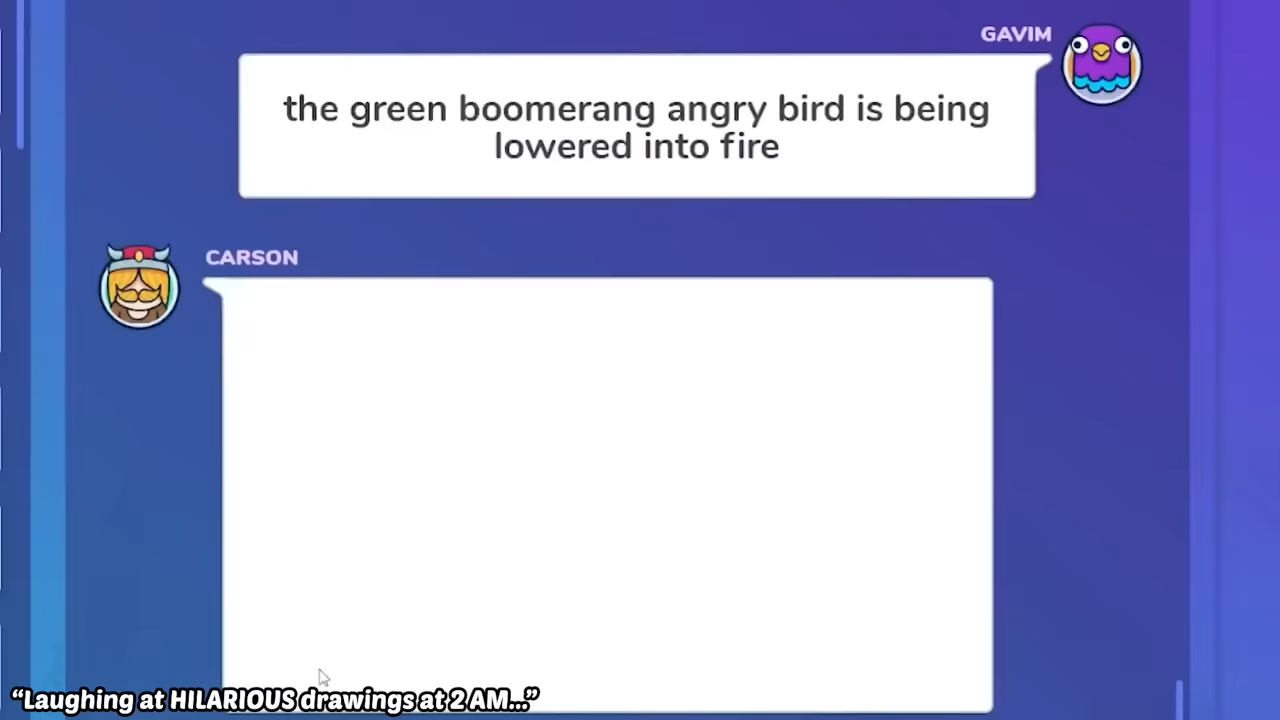 GAVIM
the green boomerang angry bird is being
lowered into fire
CARSON
“Laughing at HILARIOUS drawings at 2 AM...”